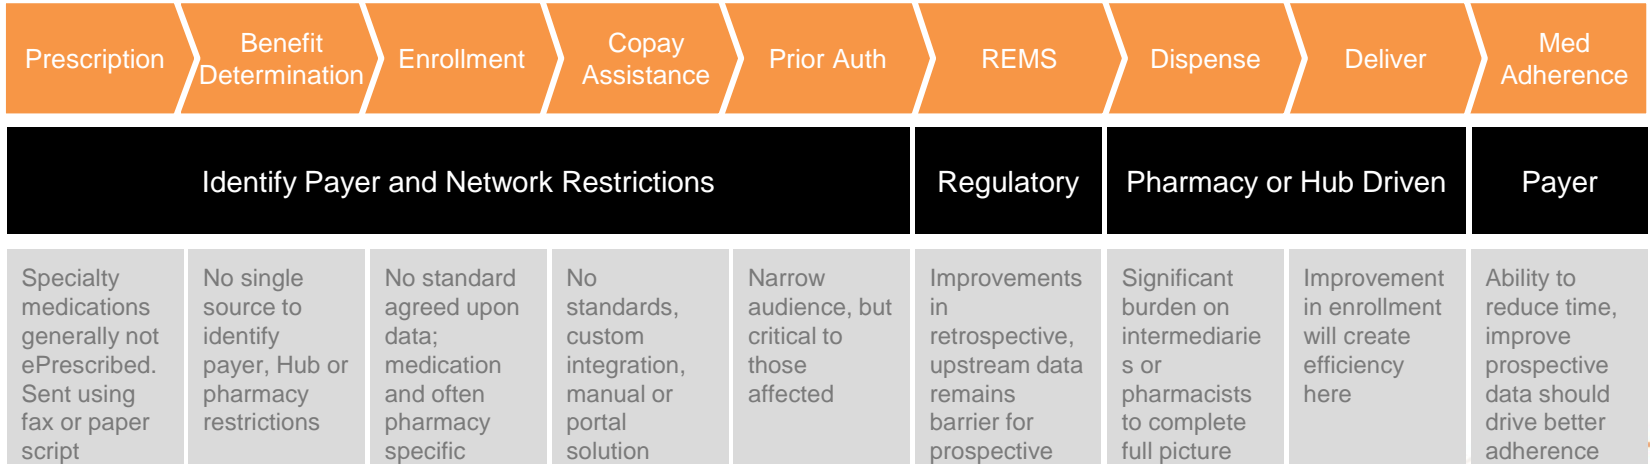 Prescription
Benefit
Determination
Enrollment
Copay
Assistance
Prior Auth
REMS
Dispense
Deliver
Med
Adherence
Identify Payer and Network Restrictions
Regulatory
Pharmacy or Hub Driven
Payer
Specialty
medications
generally not
ePrescribed.
Sent using
fax or paper
script
No single
source to
identify
payer, Hub or
pharmacy
restrictions
No standard
agreed upon
data;
medication
and often
pharmacy
specific
No
standards,
custom
integration,
manual or
portal
solution
Narrow
audience, but
critical to
those
affected
Improvements
in
retrospective,
upstream data
remains
barrier for
prospective
Significant
burden on
intermediarie
s or
pharmacists
to complete
full picture
Improvement
in enrollment
will create
efficiency
here
Ability to
reduce time,
improve
prospective
data should
drive better
adherence